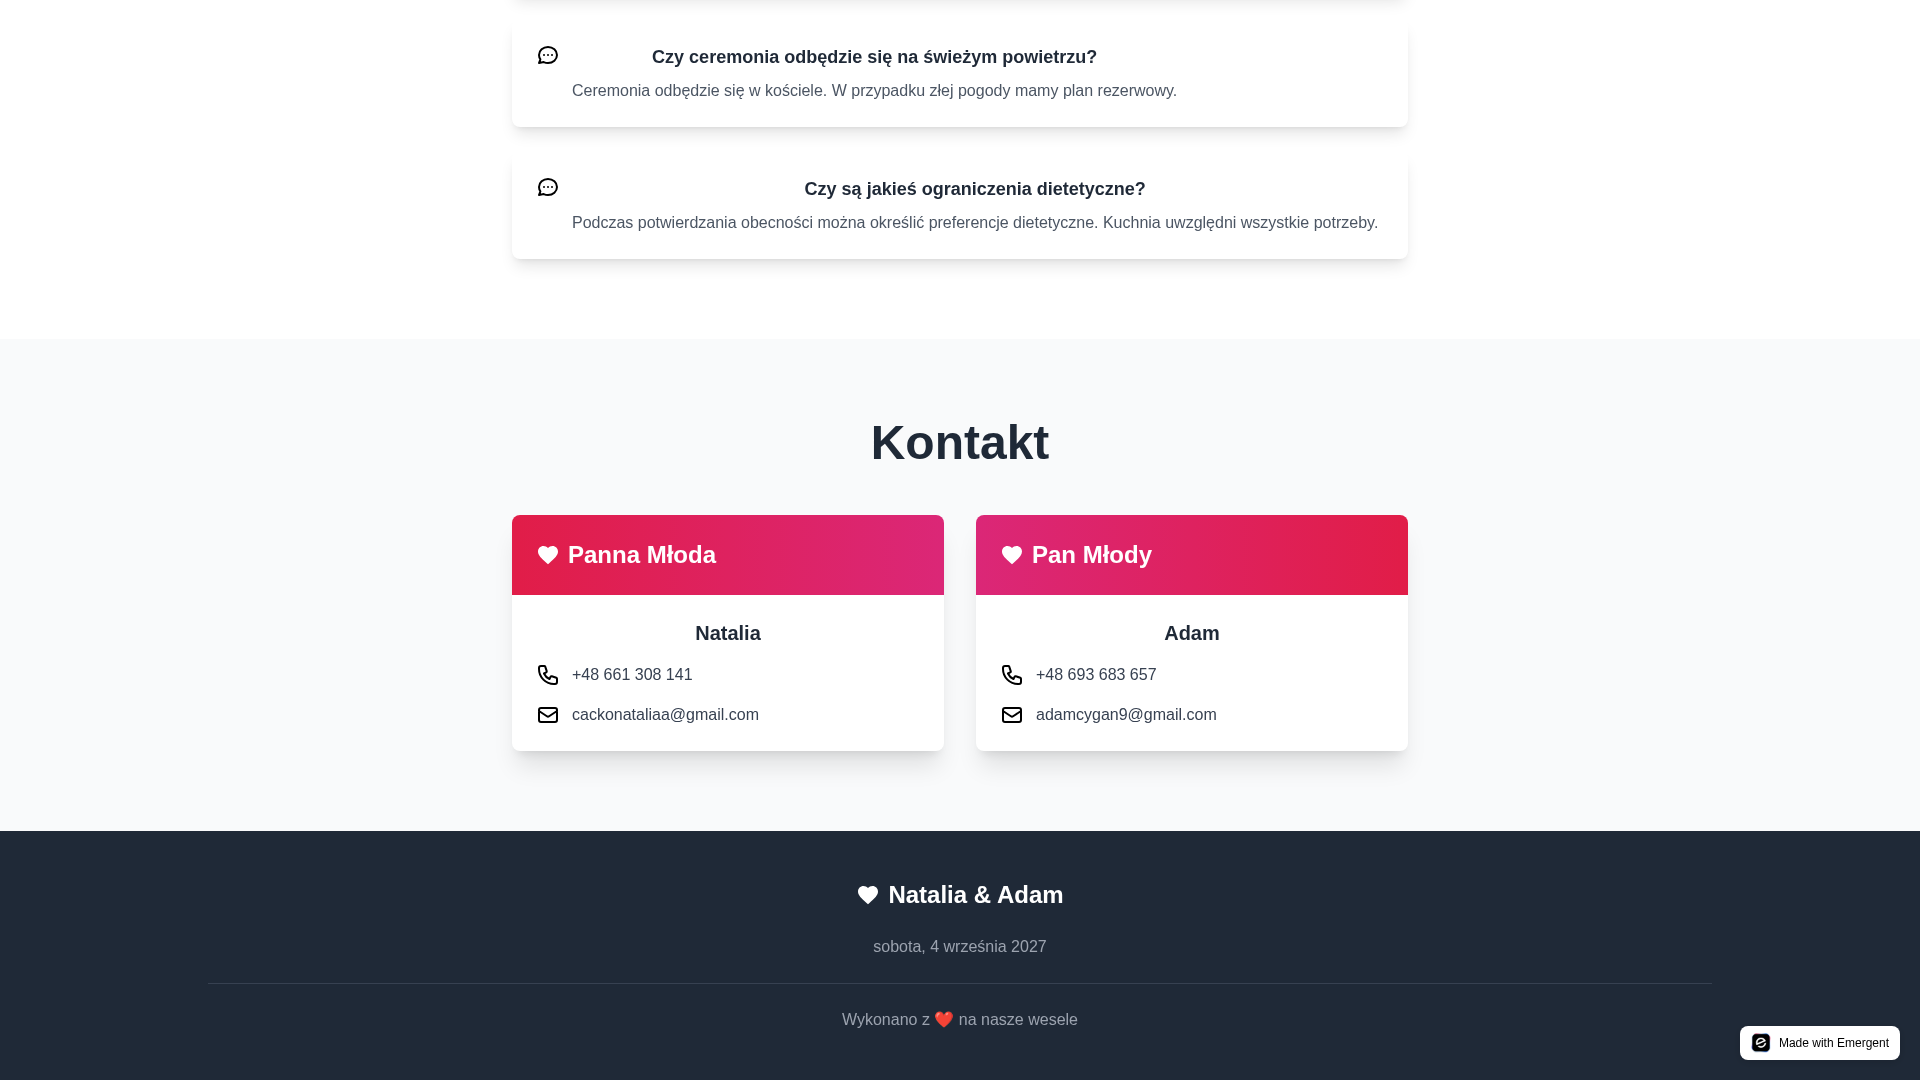 Czy ceremonia odbędzie się na świeżym powietrzu?
Ceremonia odbędzie się w kościele. W przypadku złej pogody mamy plan rezerwowy.
Czy są jakieś ograniczenia dietetyczne?
Podczas potwierdzania obecności można określić preferencje dietetyczne. Kuchnia uwzględni wszystkie potrzeby.
Kontakt
Panna Młoda
Natalia
+48 661 308 141
cackonataliaa@gmail.com
Pan Młody
Adam
+48 693 683 657
adamcygan9@gmail.com
Natalia & Adam
sobota, 4 września 2027
Wykonano z ❤️ na nasze wesele
Made with Emergent